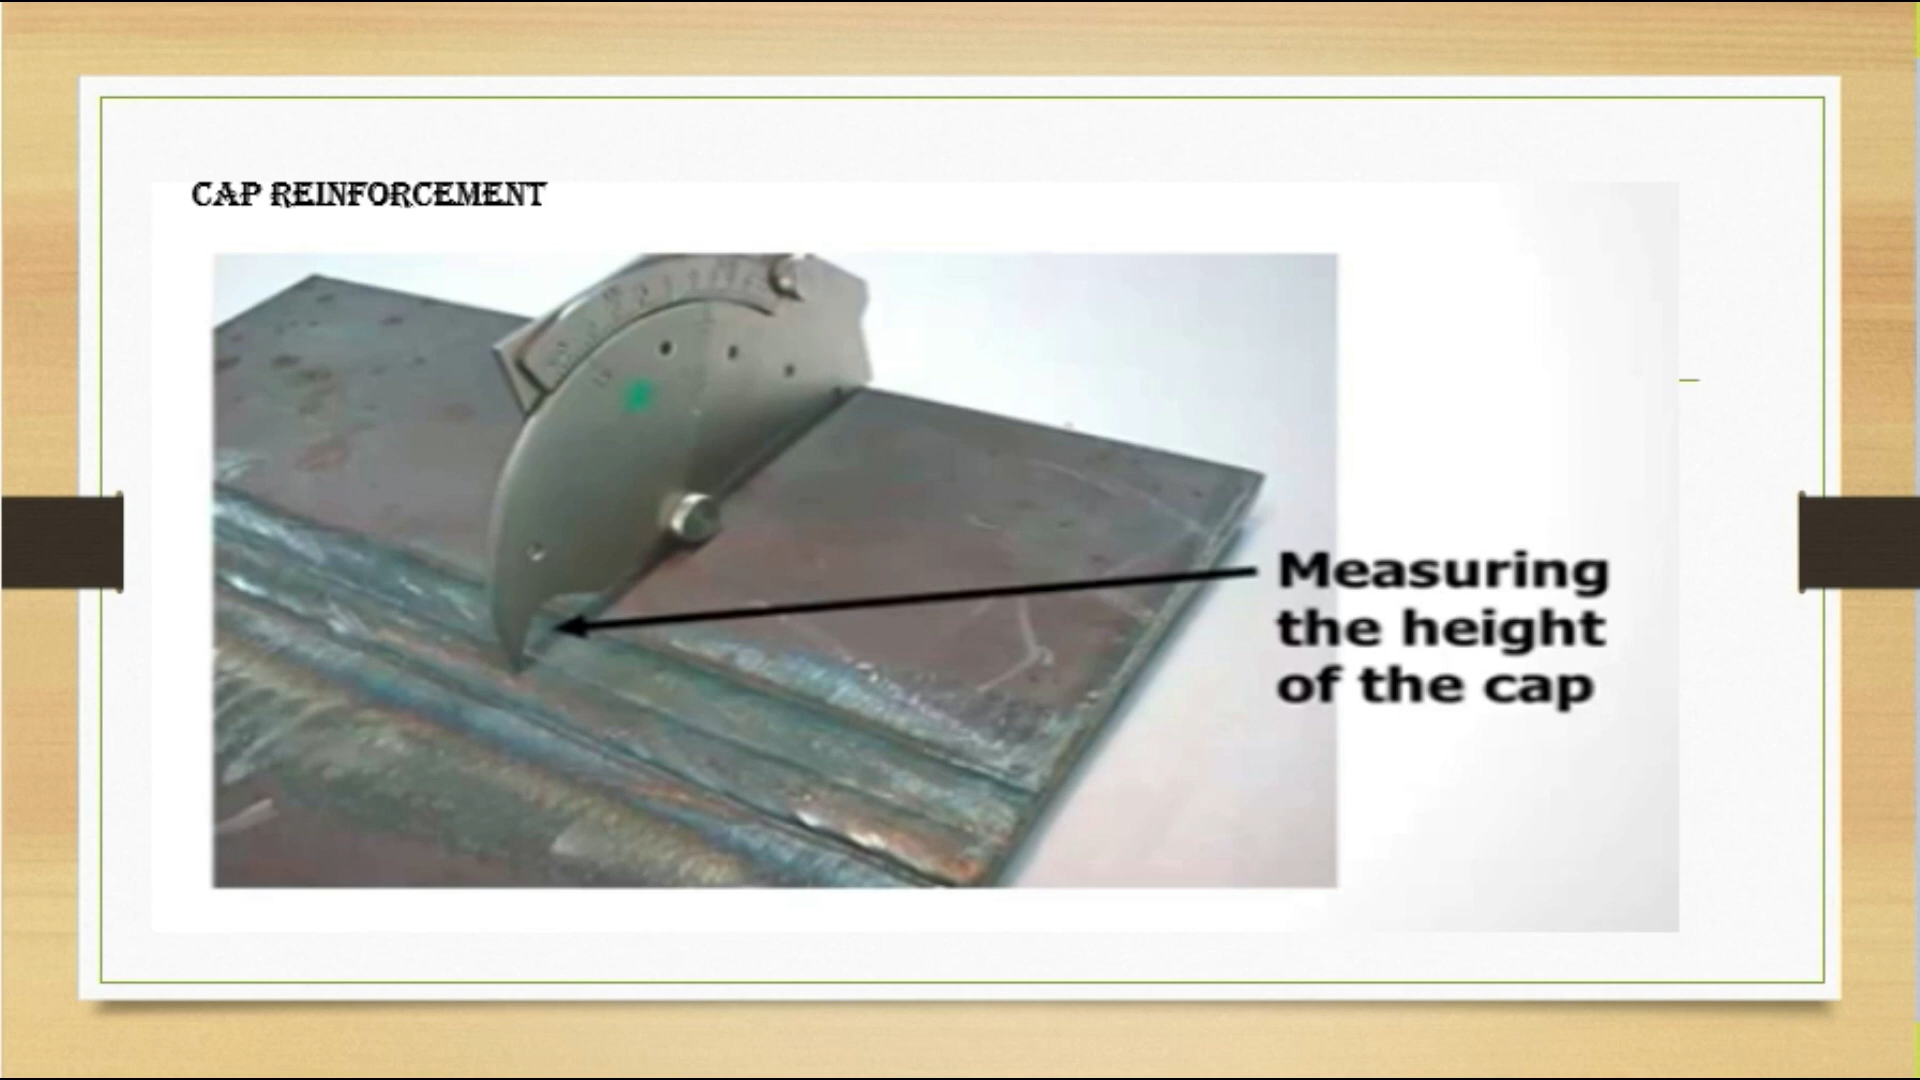 CAP REINFORCEMENT
Measuring
the height
of the cap